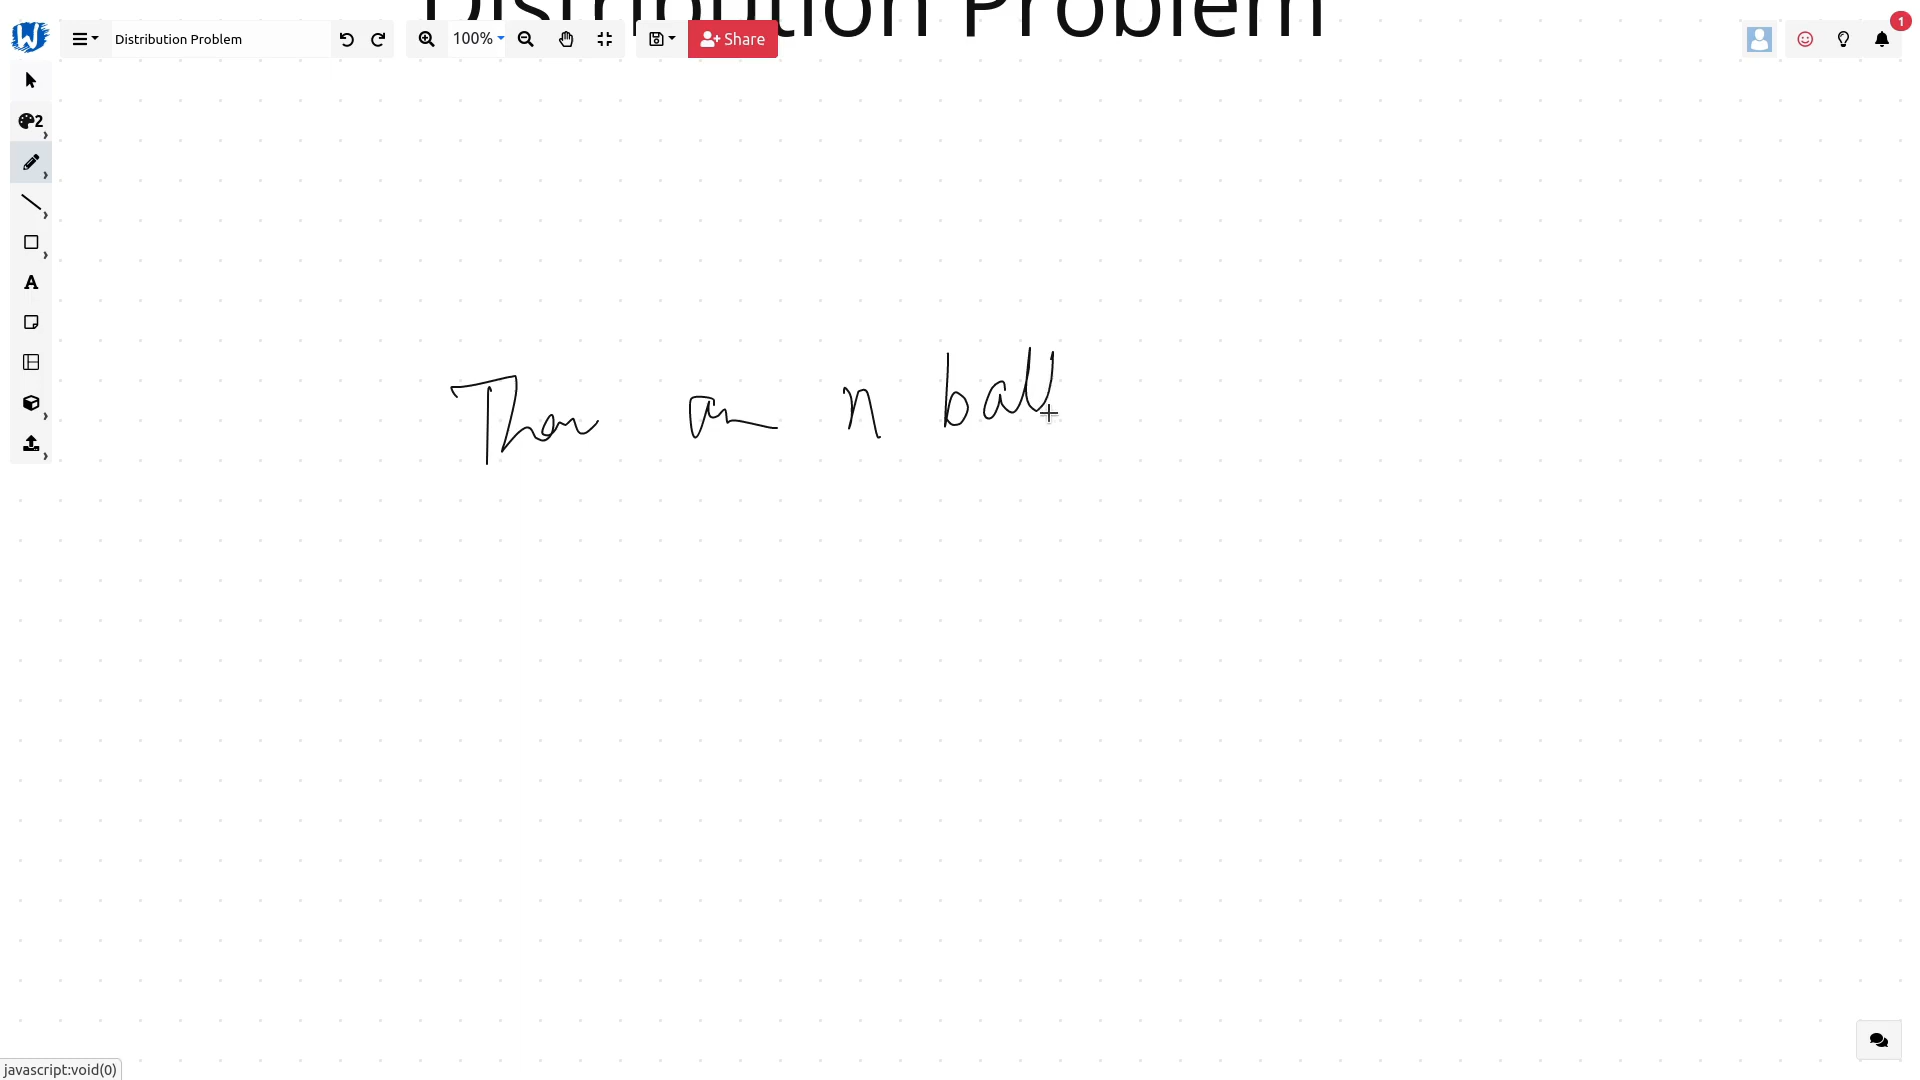 Distribution Problem
Distribution Problem
100%
Share
1
2
A
There are n ball
javascript:void(0)